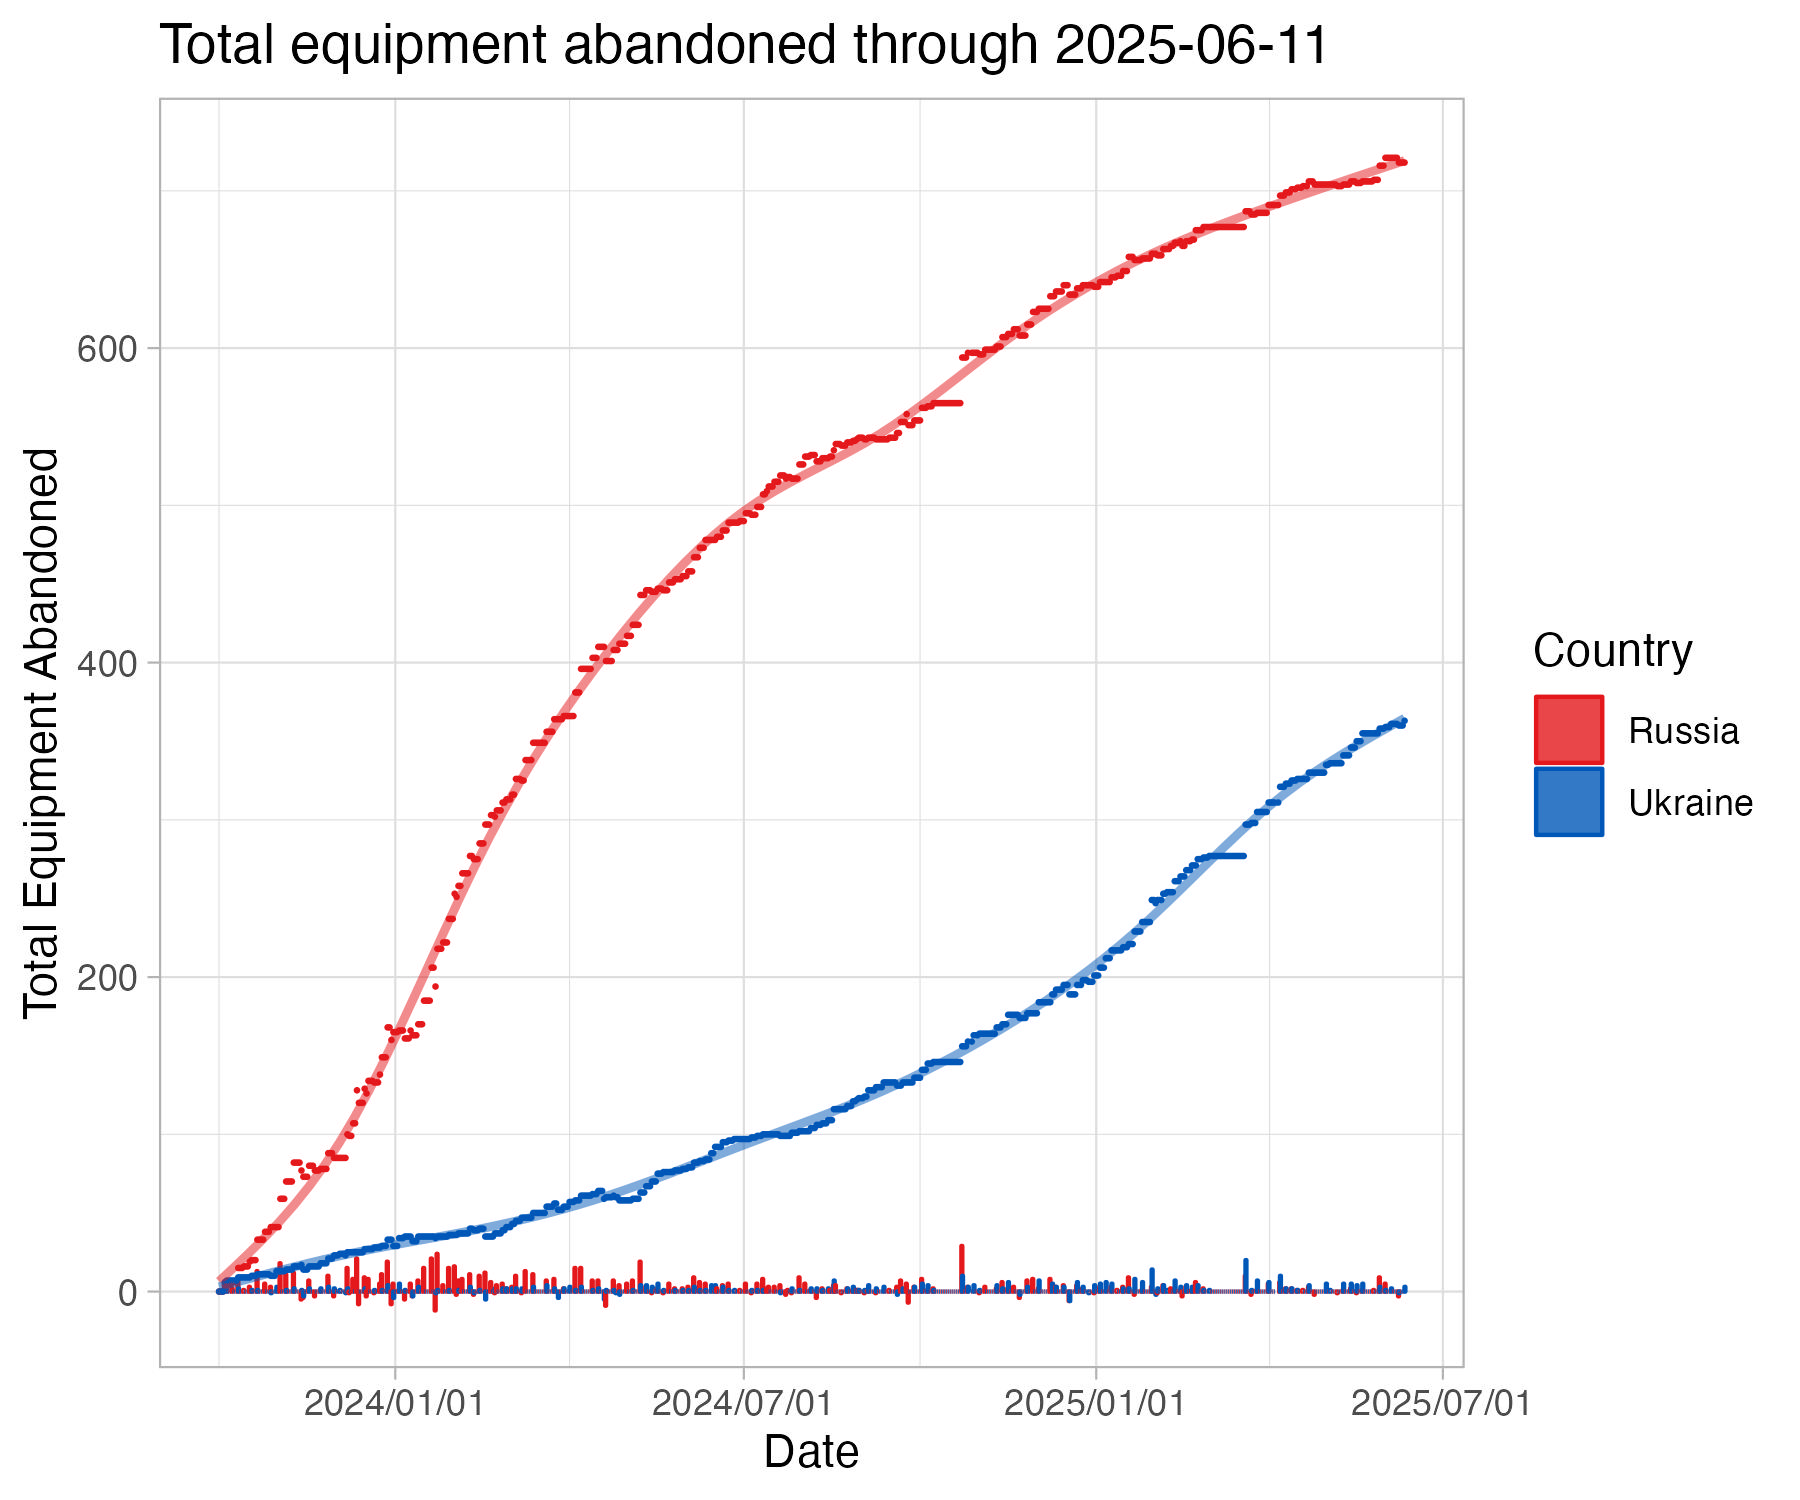 Total equipment abandoned through 2025-06-11
Total Equipment Abandoned
600
400
200
0
2024/01/01
2024/07/01
2025/01/01
2025/07/01
Date
Country
Russia
Ukraine